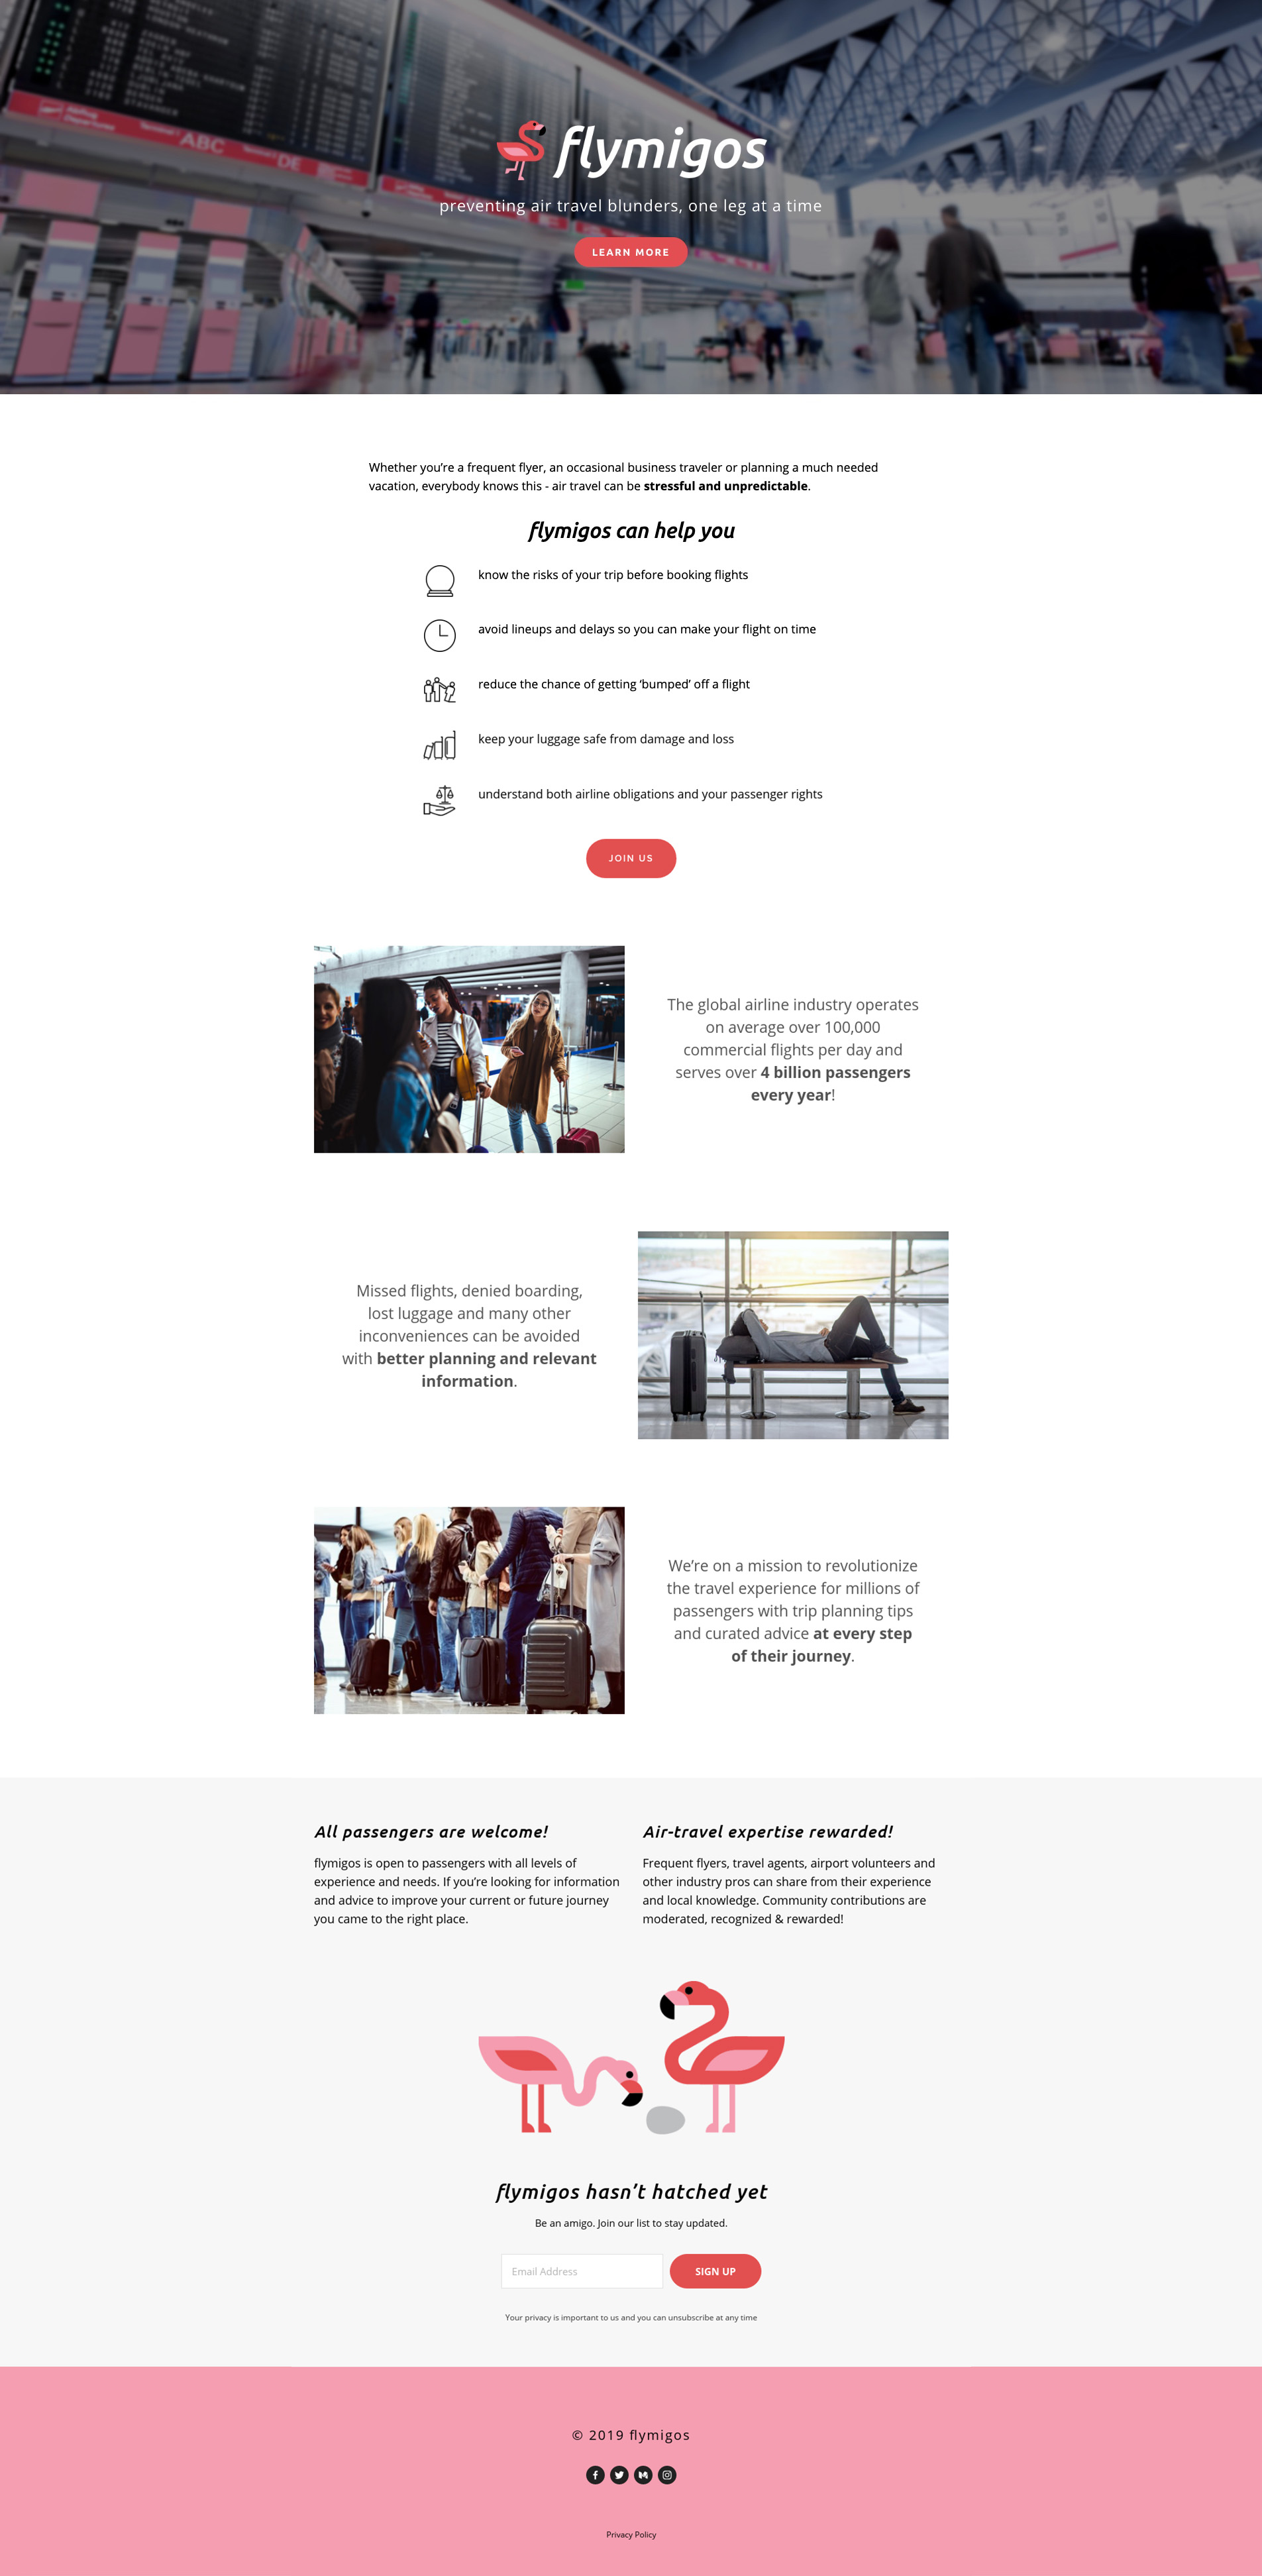 ABC
DE
flymigos
preventing air travel blunders, one leg at a time
LEARN MORE
Whether you’re a frequent flyer, an occasional business traveler or planning a much needed
vacation, everybody knows this - air travel can be stressful and unpredictable.
flymigos can help you
know the risks of your trip before booking flights
avoid lineups and delays so you can make your flight on time
reduce the chance of getting ‘bumped’ off a flight
keep your luggage safe from damage and loss
understand both airline obligations and your passenger rights
JOIN US
The global airline industry operates
on average over 100,000
commercial flights per day and
serves over 4 billion passengers
every year!
Missed flights, denied boarding,
lost luggage and many other
inconveniences can be avoided
with better planning and relevant
information.
We’re on a mission to revolutionize
the travel experience for millions of
passengers with trip planning tips
and curated advice at every step
of their journey.
All passengers are welcome!
flymigos is open to passengers with all levels of
experience and needs. If you’re looking for information
and advice to improve your current or future journey
you came to the right place.
Air-travel expertise rewarded!
Frequent flyers, travel agents, airport volunteers and
other industry pros can share from their experience
and local knowledge. Community contributions are
moderated, recognized & rewarded!
flymigos hasn’t hatched yet
Be an amigo. Join our list to stay updated.
Email Address
SIGN UP
Your privacy is important to us and you can unsubscribe at any time
© 2019 flymigos
Privacy Policy